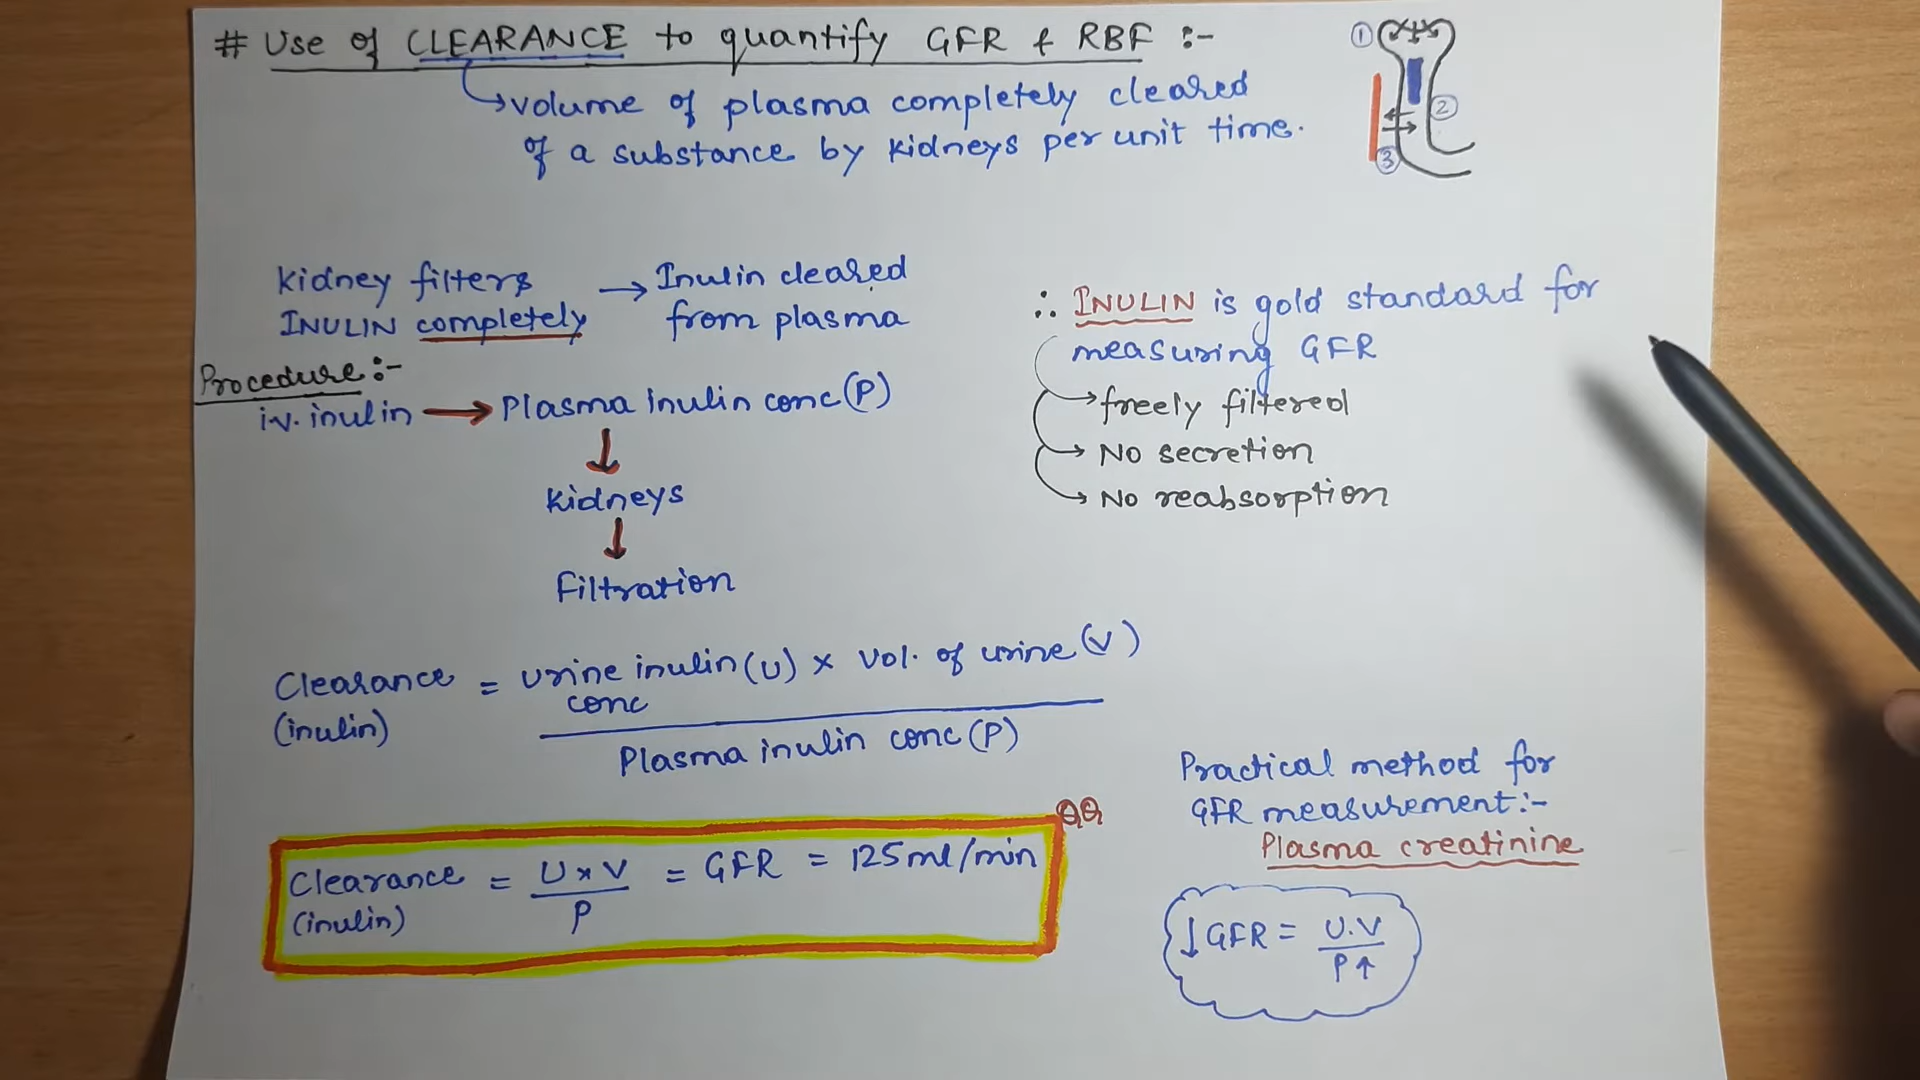 # Use of CLEARANCE to quantify GFR & RBF :-
→ volume of plasma completely cleared
of a substance by kidneys per unit time.
①
②
③
Kidney filters → Inulin cleared
INULIN completely from plasma
Procedure :-
i.v. inulin → Plasma inulin conc (P)
↓
Kidneys
↓
Filtration
∴ INULIN is gold standard for
measuring GFR
→ freely filtered
→ No secretion
→ No reabsorption
Clearance = urine inulin (U) x vol. of urine (V)
(inulin) conc
Plasma inulin conc (P)
QQ
Clearance = U x V = GFR = 125 ml/min
(inulin) P
Practical method for
GFR measurement :-
Plasma creatinine
↓ GFR = U.V
P ↑